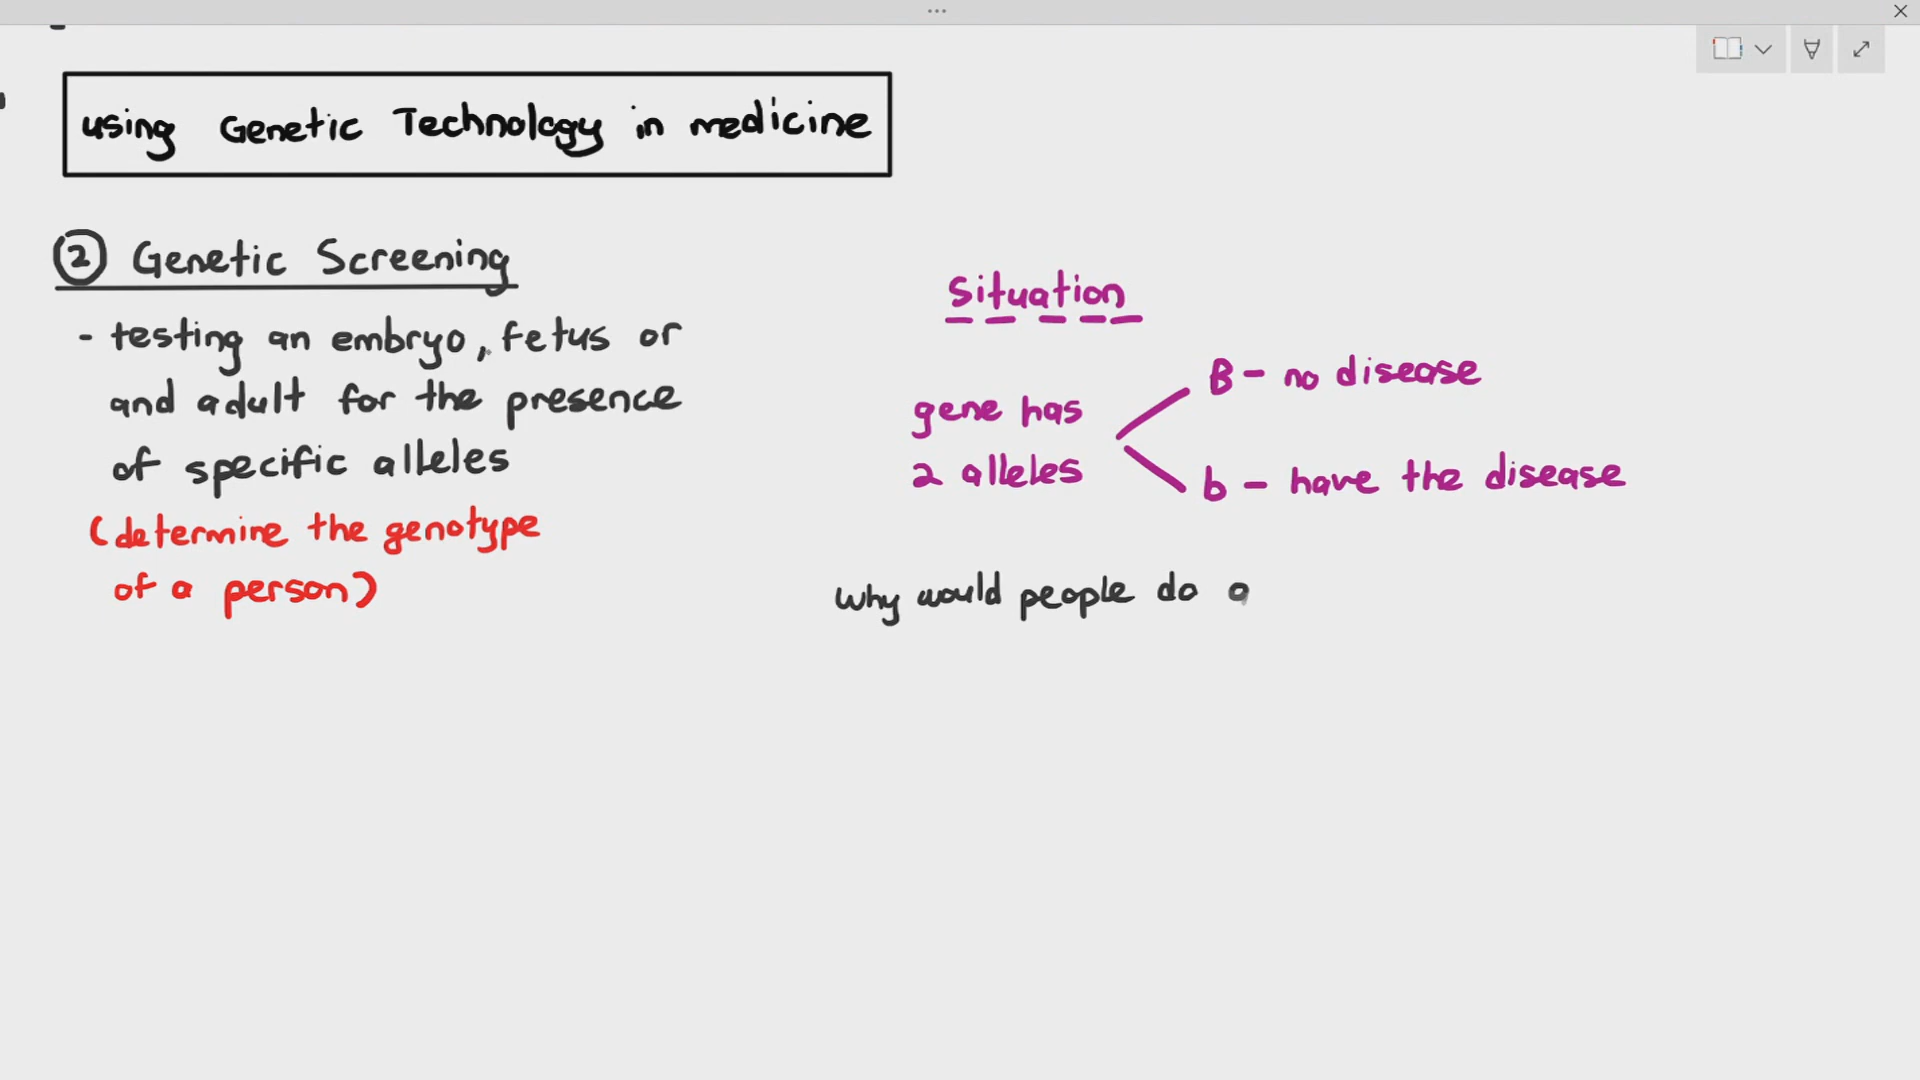 using Genetic Technology in medicine
② Genetic Screening
- testing an embryo, fetus or
and adult for the presence
of specific alleles
(determine the genotype
of a person)
Situation
gene has
2 alleles
B - no disease
b - have the disease
why would people do a